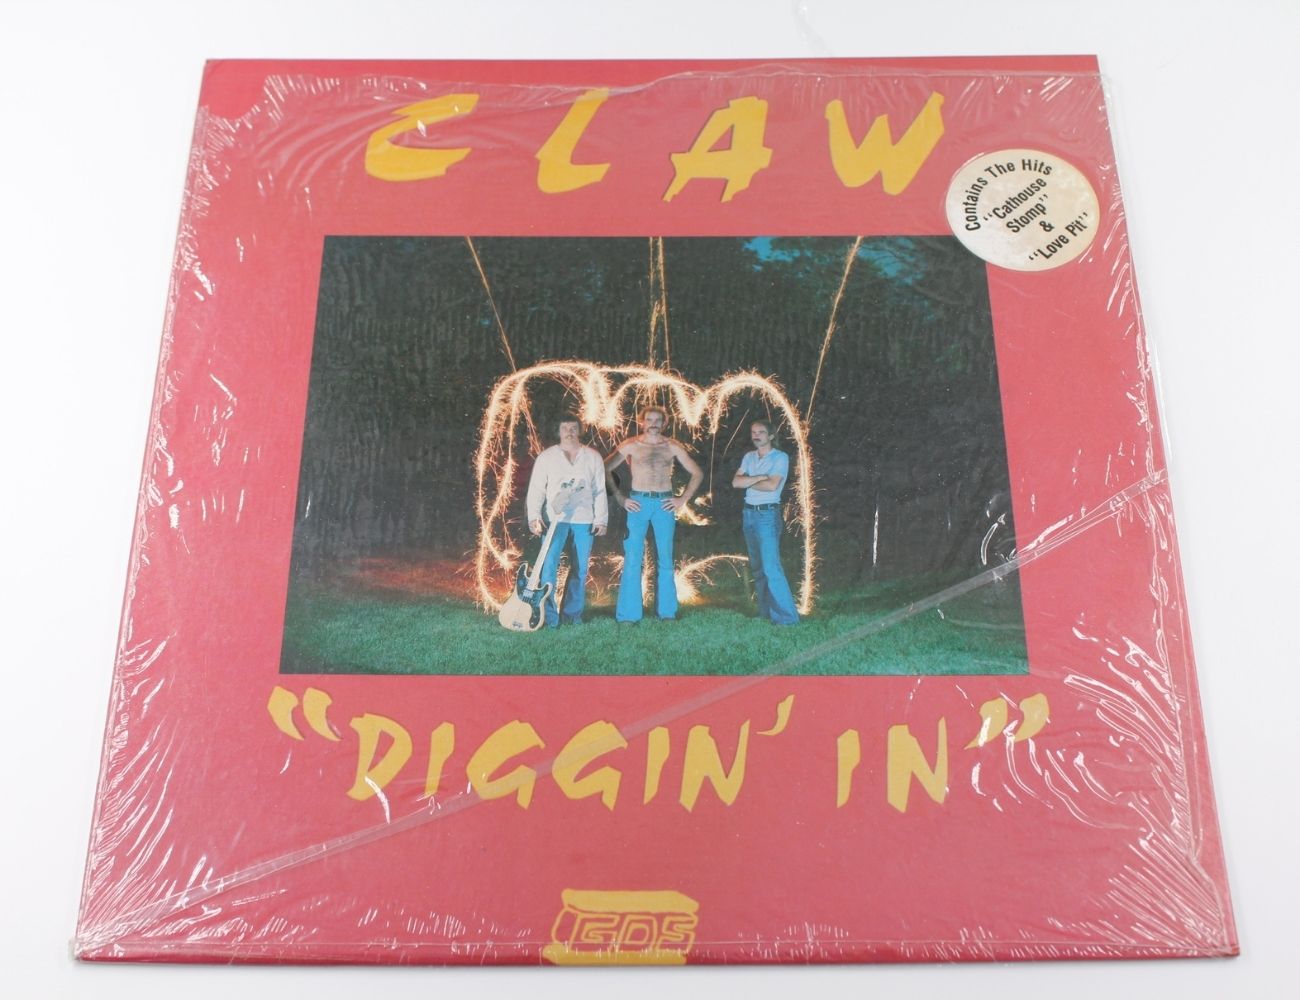 CLAW
Contains The Hits
"Cathouse
Stomp"
&
"Love Pit"
"DIGGIN' IN"
GDS